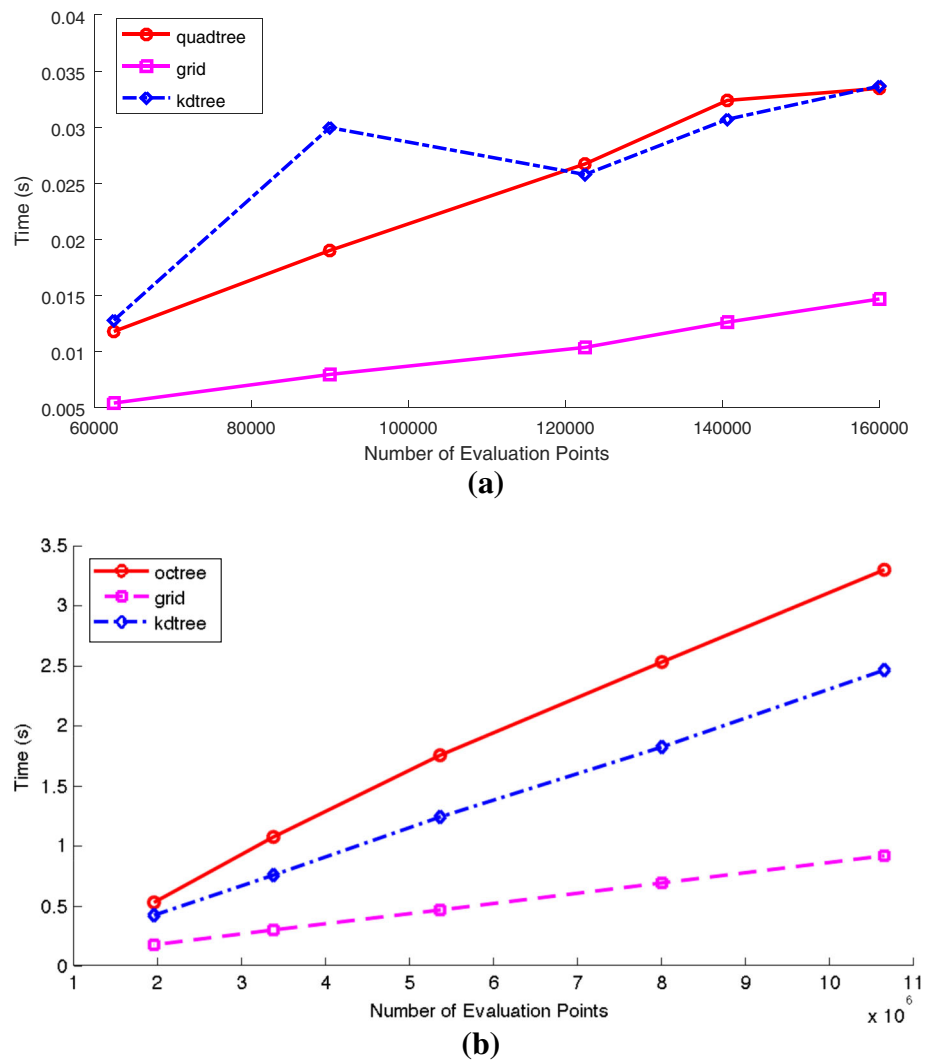 0.04
0.035
0.03
0.025
0.02
0.015
0.01
0.005
Time (s)
quadtree
grid
kdtree
60000 80000 100000 120000 140000 160000
Number of Evaluation Points
(a)
3.5
3
2.5
2
1.5
1
0.5
0
Time (s)
octree
grid
kdtree
1 2 3 4 5 6 7 8 9 10 11
Number of Evaluation Points
x 10^6
(b)